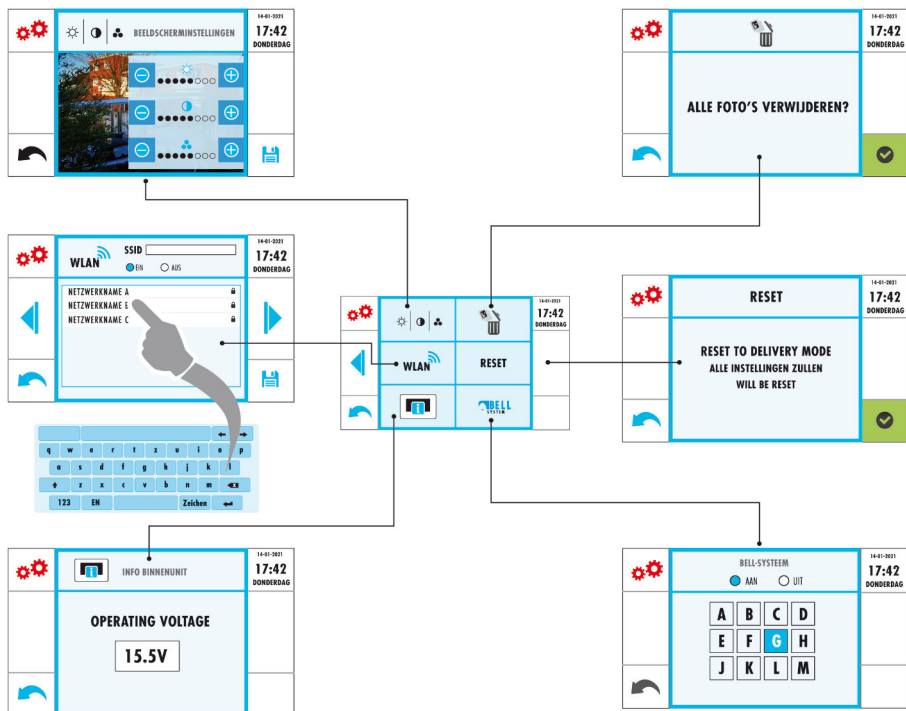 BEELDSCHERMINSTELLINGEN
14-01-2021
17:42
DONDERDAG
14-01-2021
17:42
DONDERDAG
ALLE FOTO'S VERWIJDEREN?
WLAN
SSID
EIN
AUS
14-01-2021
17:42
DONDERDAG
NETZWERKNAME A
NETZWERKNAME B
NETZWERKNAME C
q w e r t z u i o p
a s d f g h j k l
z x c v b n m
123 EN Zeichen
WLAN
RESET
BELL
SYSTEM
14-01-2021
17:42
DONDERDAG
RESET
14-01-2021
17:42
DONDERDAG
RESET TO DELIVERY MODE
ALLE INSTELLINGEN ZULLEN
WILL BE RESET
INFO BINNENUNIT
14-01-2021
17:42
DONDERDAG
OPERATING VOLTAGE
15.5V
BELL-SYSTEEM
AAN
UIT
14-01-2021
17:42
DONDERDAG
A B C D
E F G H
J K L M